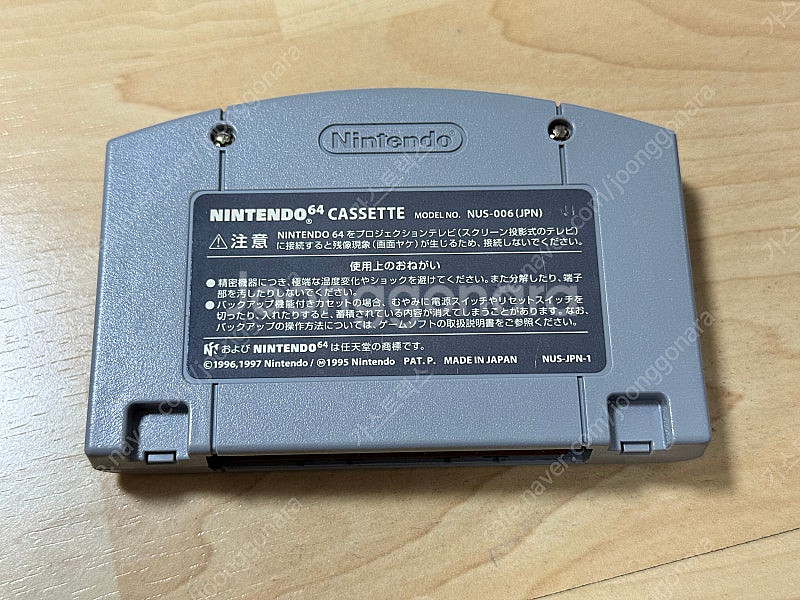 Nintendo
NINTENDO64 CASSETTE MODEL NO. NUS-006(JPN)
注意 NINTENDO 64 をプロジェクションテレビ(スクリーン投影式のテレビ)
に接続すると残像現象(画面ヤケ)が生じるため、接続しないでください。
使用上のおねがい
●精密機器につき、極端な温度変化やショックを避けてください。また分解したり、端子
部を汚したりしないでください。
●バックアップ機能付きカセットの場合、むやみに電源スイッチやリセットスイッチを
切ったり、入れたりすると、蓄積されている内容が消えてしまうことがあります。なお、
バックアップの操作方法については、ゲームソフトの取扱説明書をご参照ください。
および NINTENDO64 は任天堂の商標です。
©1996,1997 Nintendo/Ⓜ1995 Nintendo PAT. P. MADE IN JAPAN NUS-JPN-1
joonggonara
cafe.naver.com/joonggonara